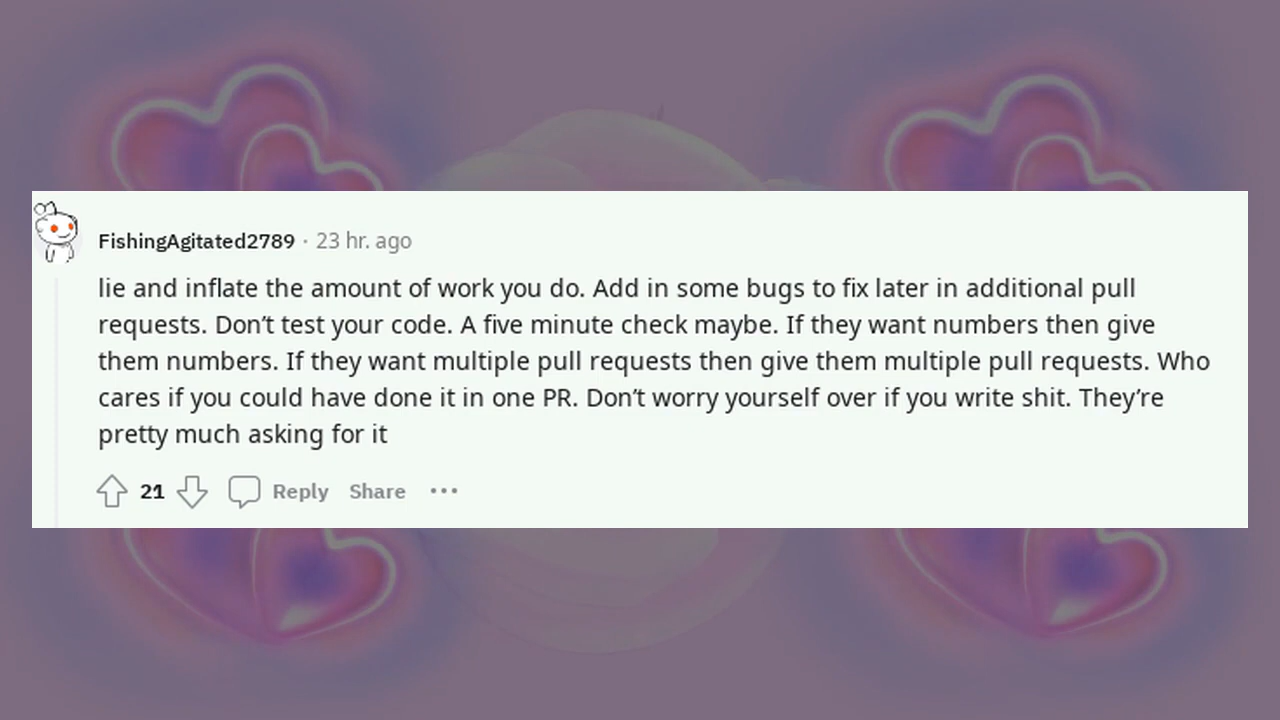 FishingAgitated2789 · 23 hr. ago
lie and inflate the amount of work you do. Add in some bugs to fix later in additional pull
requests. Don’t test your code. A five minute check maybe. If they want numbers then give
them numbers. If they want multiple pull requests then give them multiple pull requests. Who
cares if you could have done it in one PR. Don’t worry yourself over if you write shit. They’re
pretty much asking for it
21 Reply Share •••